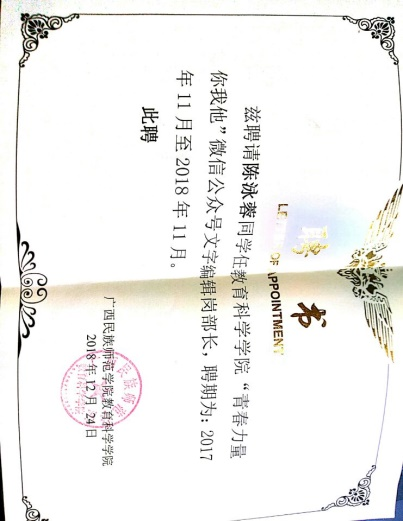 聘书
LETTER OF APPOINTMENT
兹聘请陈泳蓉同学任教育科学学院“青春力量
你我他”微信公众号文字编辑岗部长，聘期为：2017
年11月至2018年11月。
此聘
广西民族师范学院教育科学学院
2018年12月24日